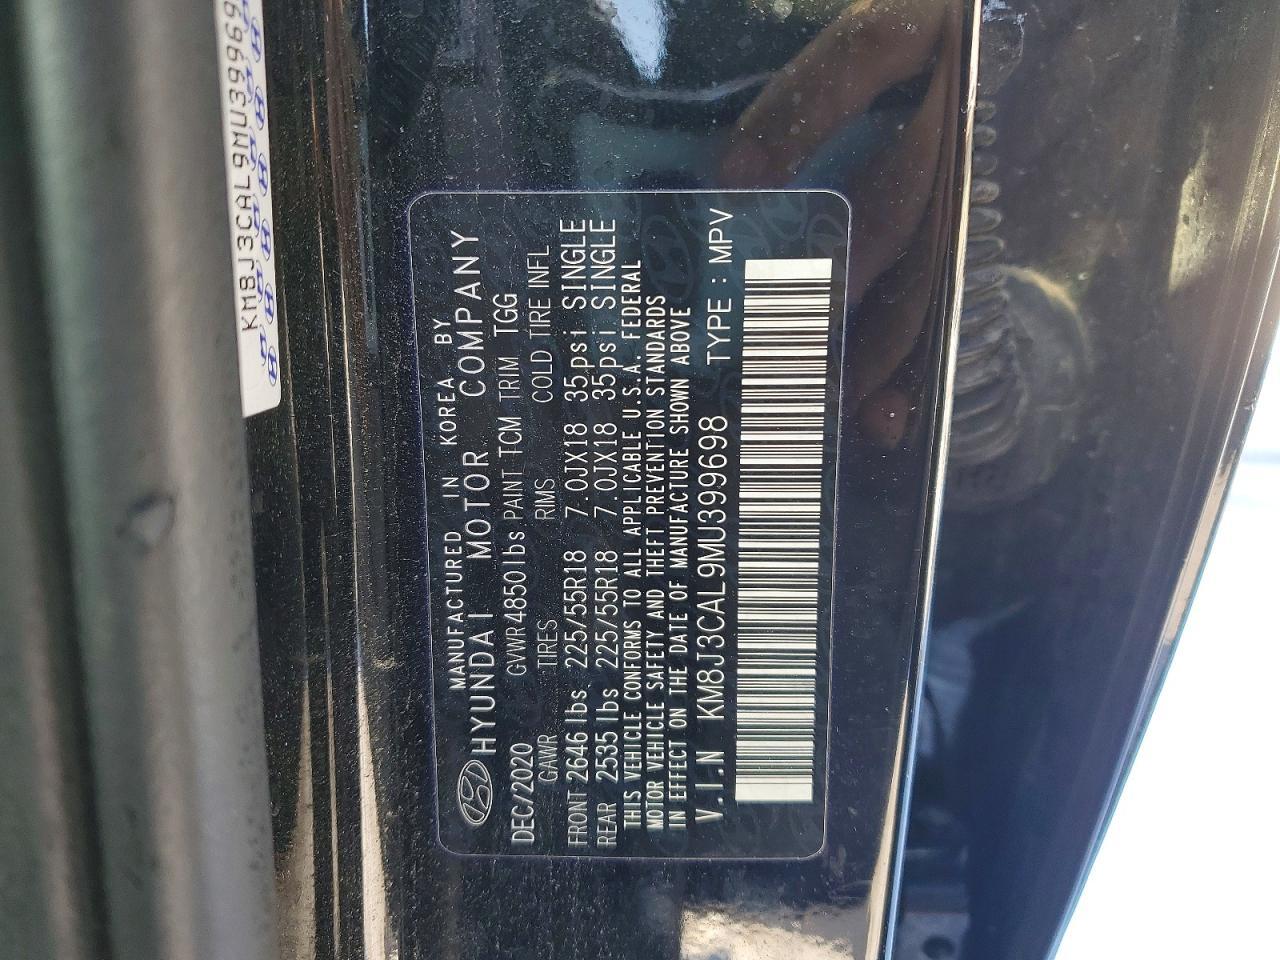 KM8J3CAL9MU39969
MANUFACTURED IN KOREA BY
HYUNDAI MOTOR COMPANY
DEC/2020 GVWR 4850lbs PAINT TCM TRIM TGG
GAWR TIRES RIMS COLD TIRE INFL
FRONT 2646lbs 225/55R18 7.0JX18 35psi SINGLE
REAR 2535lbs 225/55R18 7.0JX18 35psi SINGLE
THIS VEHICLE CONFORMS TO ALL APPLICABLE U.S.A. FEDERAL
MOTOR VEHICLE SAFETY AND THEFT PREVENTION STANDARDS
IN EFFECT ON THE DATE OF MANUFACTURE SHOWN ABOVE
V.I.N KM8J3CAL9MU399698 TYPE : MPV